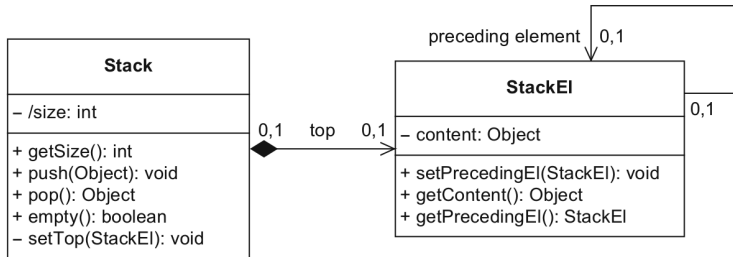 Stack
– /size: int
+ getSize(): int
+ push(Object): void
+ pop(): Object
+ empty(): boolean
– setTop(StackEl): void
0,1 top 0,1
preceding element 0,1
StackEl
0,1
– content: Object
+ setPrecedingEl(StackEl): void
+ getContent(): Object
+ getPrecedingEl(): StackEl